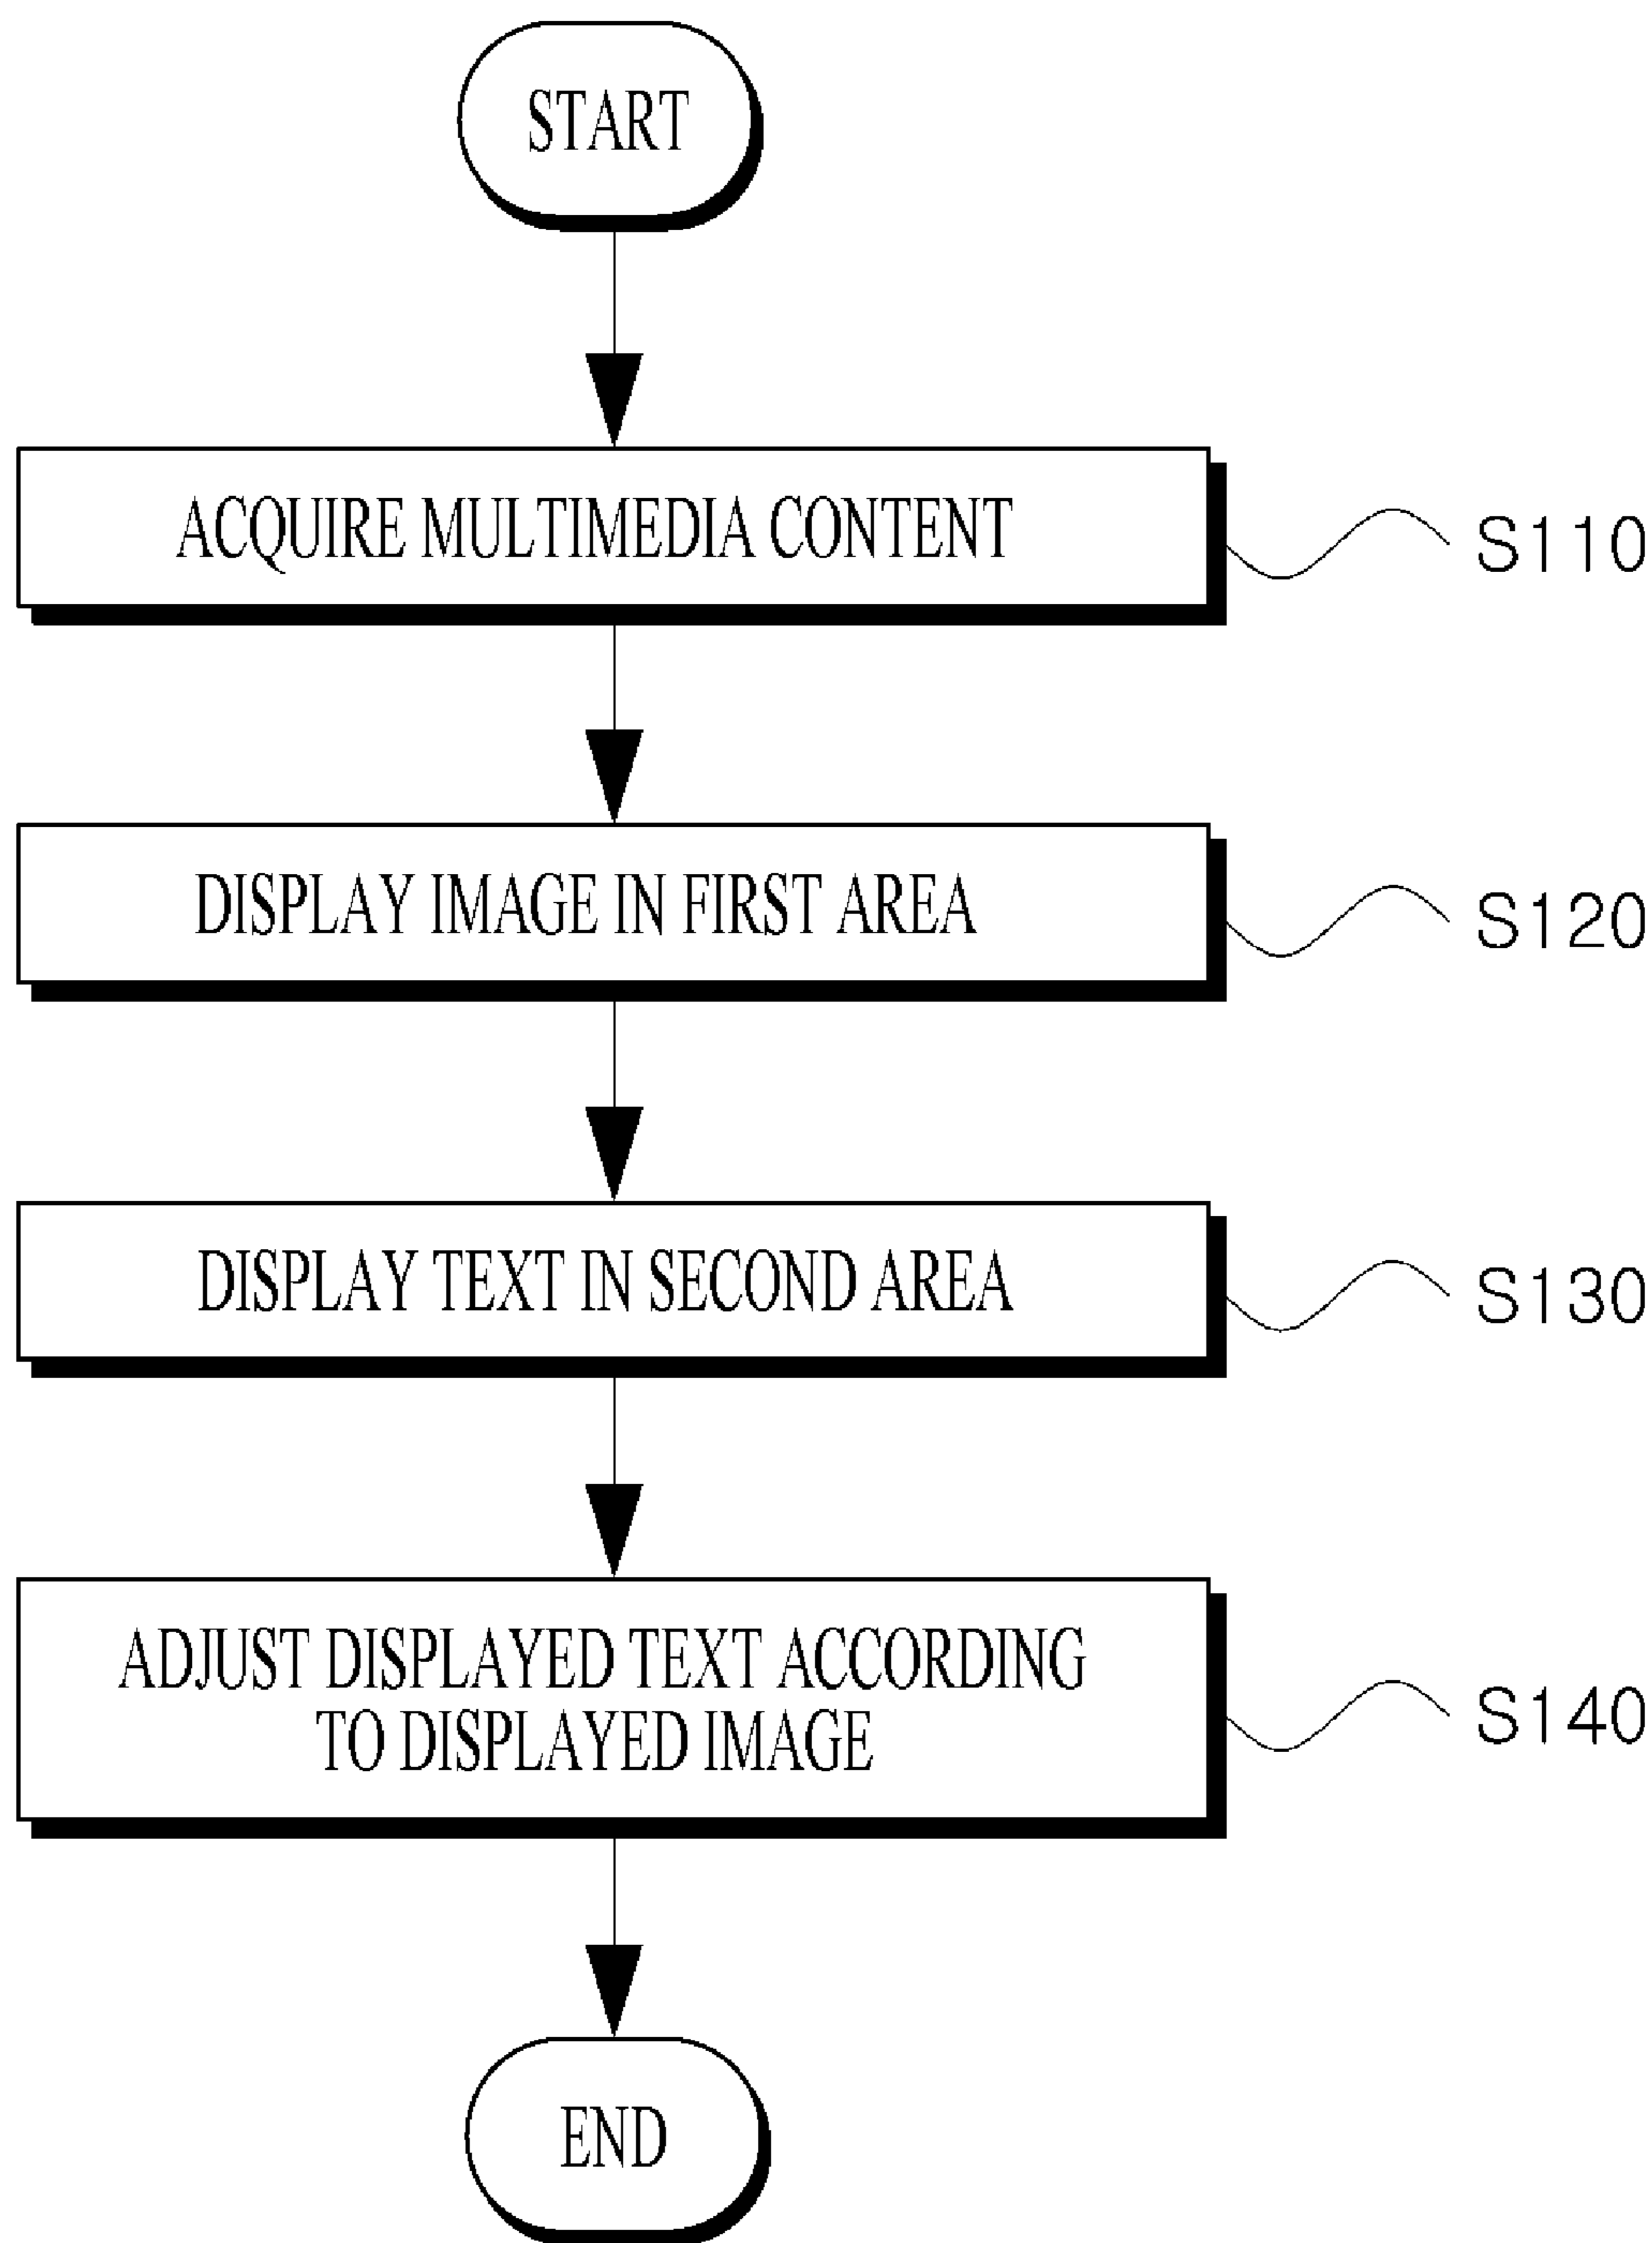 START
ACQUIRE MULTIMEDIA CONTENT
S110
DISPLAY IMAGE IN FIRST AREA
S120
DISPLAY TEXT IN SECOND AREA
S130
ADJUST DISPLAYED TEXT ACCORDING
TO DISPLAYED IMAGE
S140
END